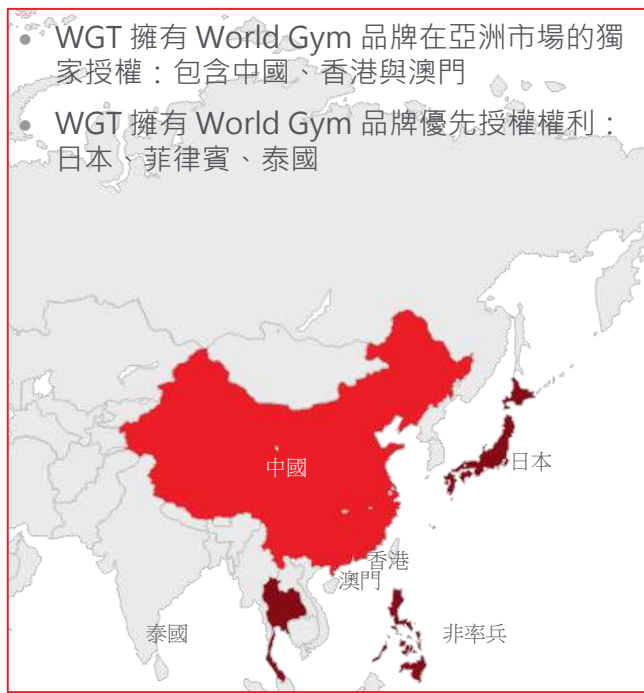 • WGT 擁有 World Gym 品牌在亞洲市場的獨
家授權：包含中國、香港與澳門
• WGT 擁有 World Gym 品牌優先授權權利：
日本、菲律賓、泰國
中國
日本
香港
澳門
泰國
非率兵